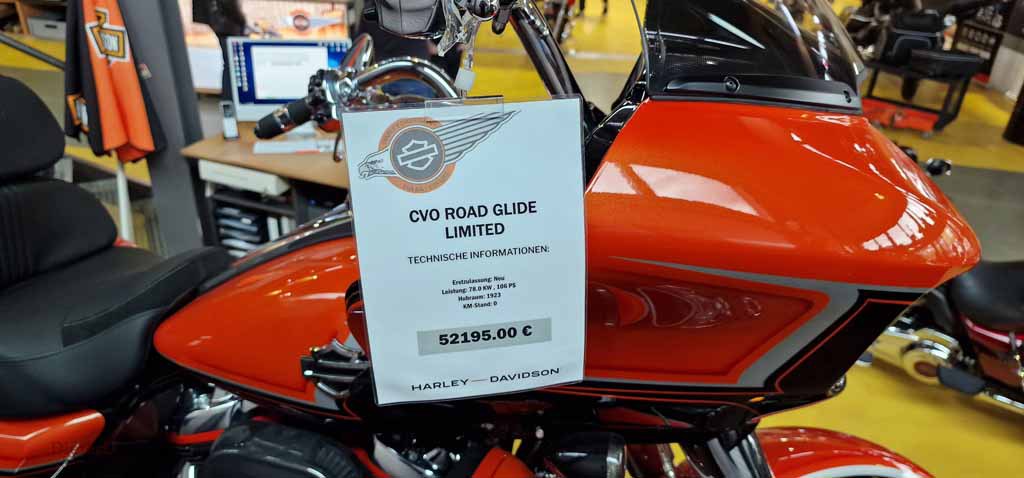 CVO ROAD GLIDE
LIMITED
TECHNISCHE INFORMATIONEN:
Erstzulassung: Neu
Leistung: 78.0 KW , 106 PS
Hubraum: 1923
KM-Stand: 0
52195.00 €
HARLEY — DAVIDSON